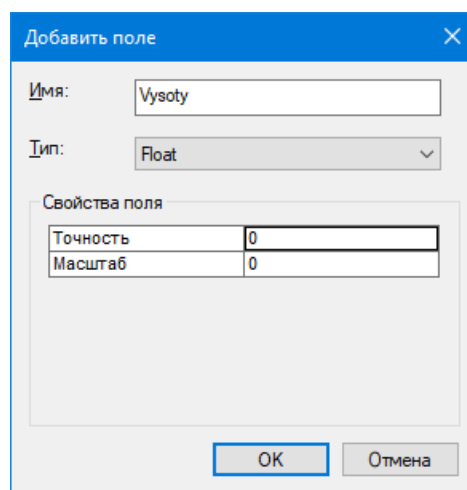 Добавить поле
Имя: Vysoty
Тип: Float
Свойства поля
Точность 0
Масштаб 0
OK Отмена